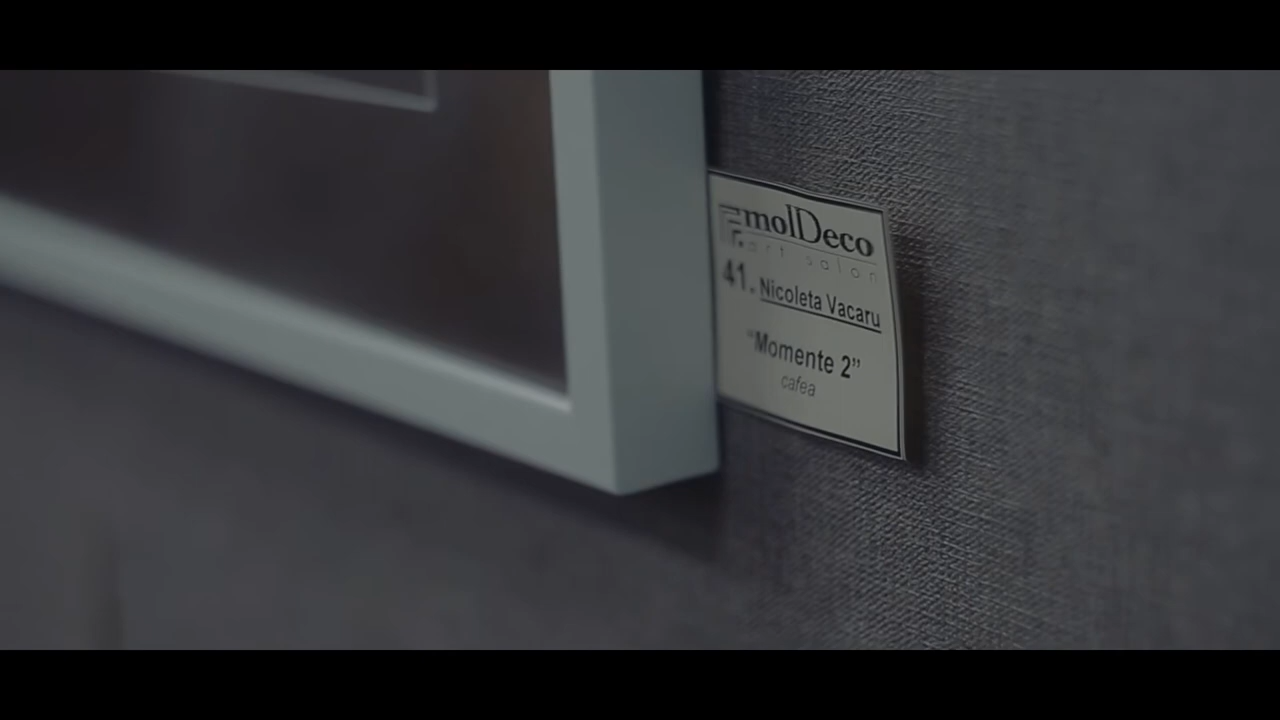 molDeco
art salon
41. Nicoleta Vacaru
“Momente 2”
cafea